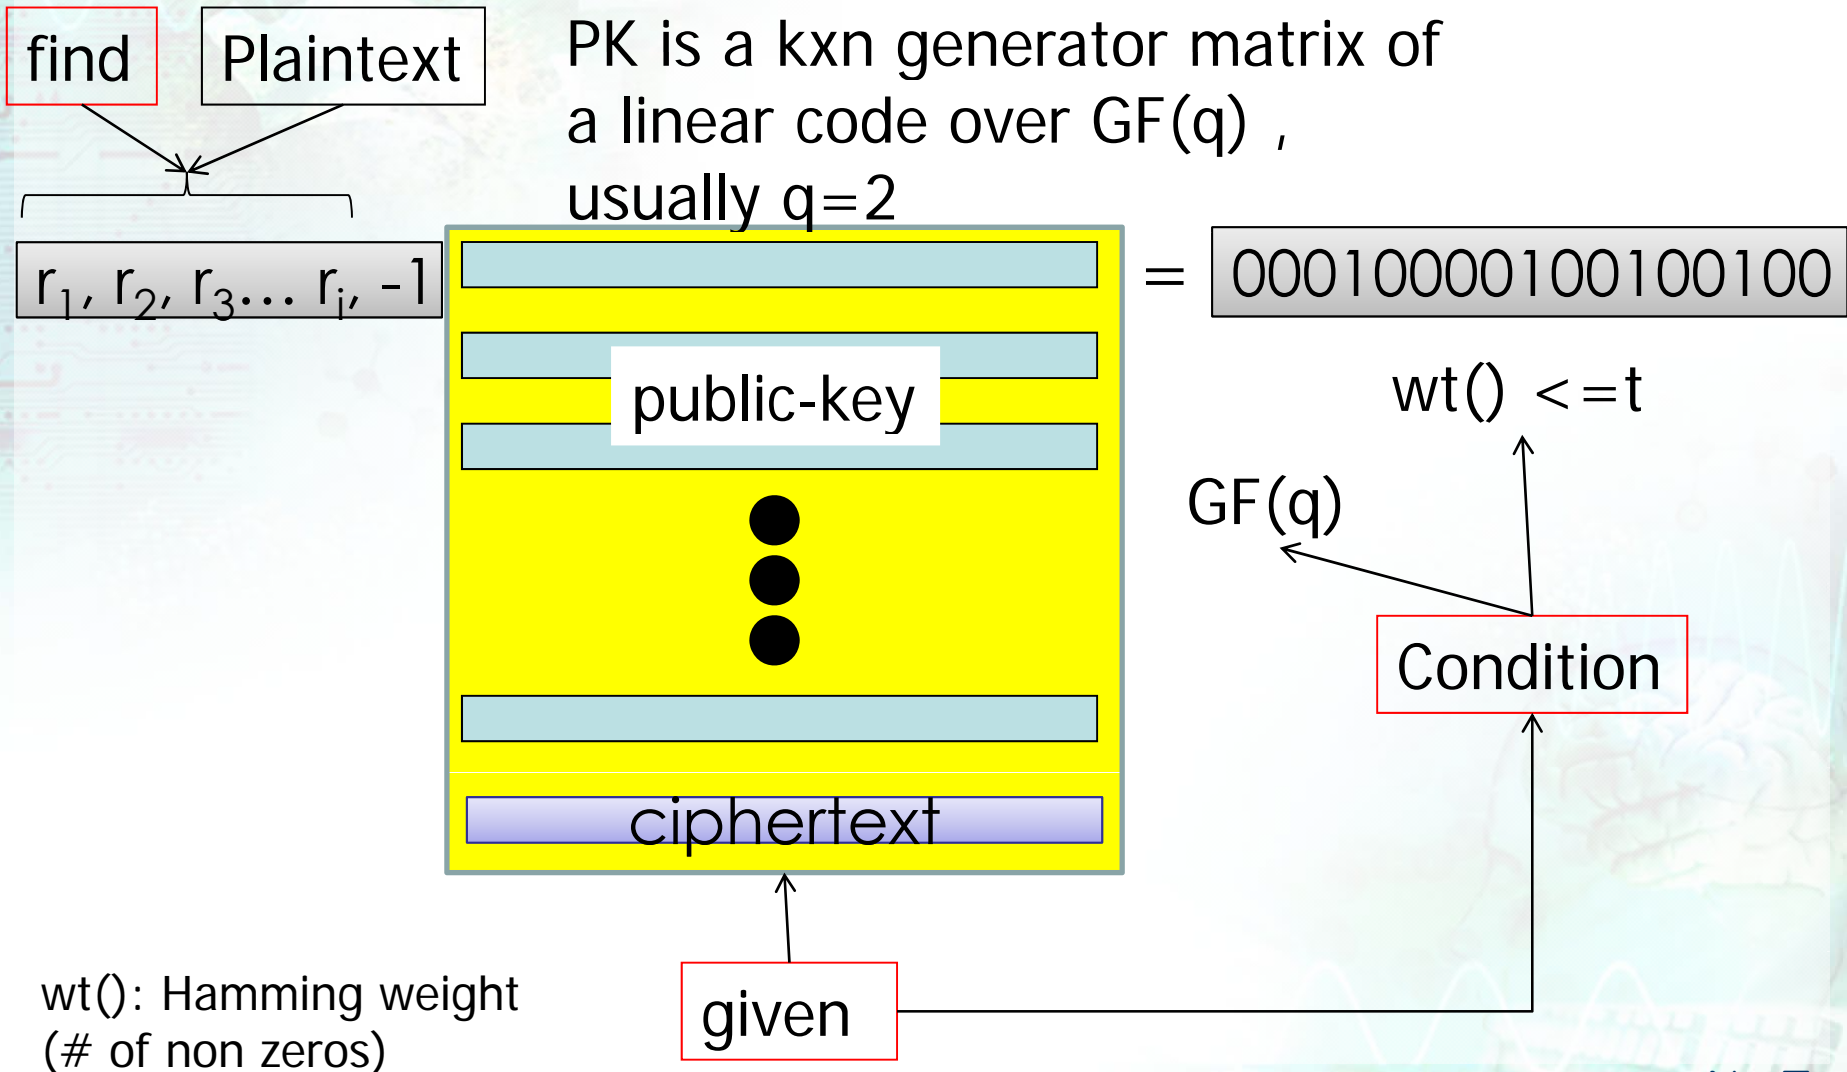 find
Plaintext
PK is a kxn generator matrix of
a linear code over GF(q) ,
usually q=2
r1, r2, r3... ri, -1
=
000100000100100100
public-key
wt() <=t
GF(q)
Condition
ciphertext
given
wt(): Hamming weight
(# of non zeros)